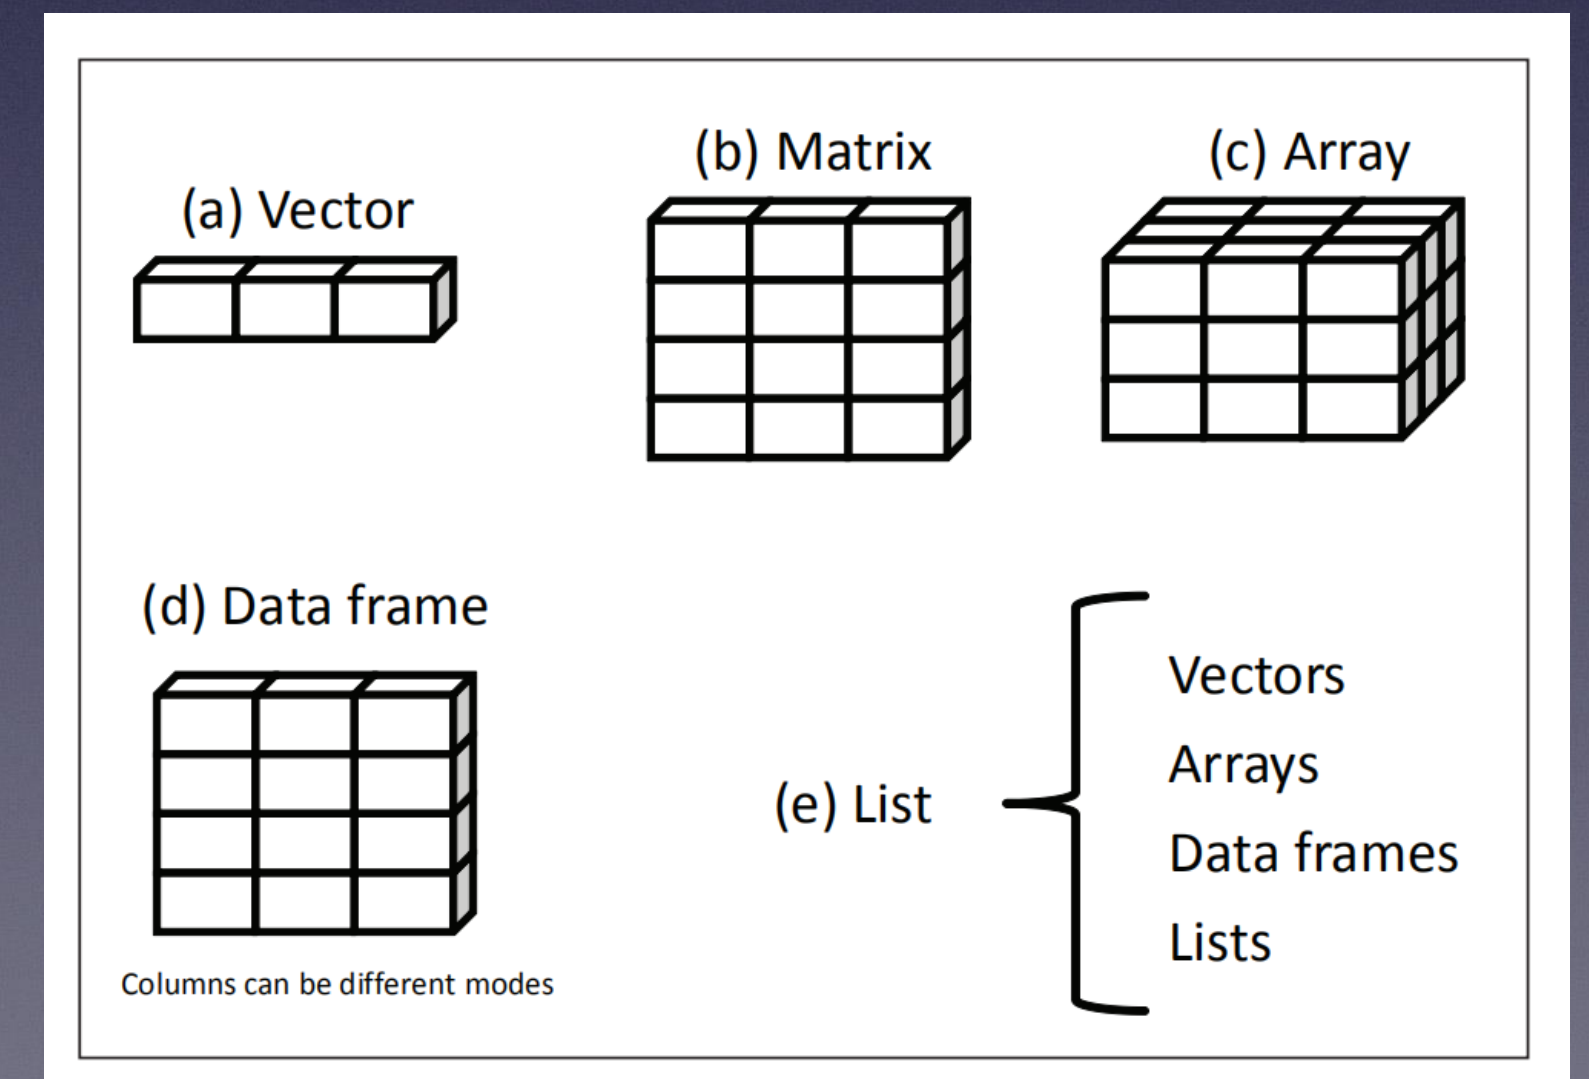 (a) Vector
(b) Matrix
(c) Array
(d) Data frame
Columns can be different modes
(e) List
Vectors
Arrays
Data frames
Lists